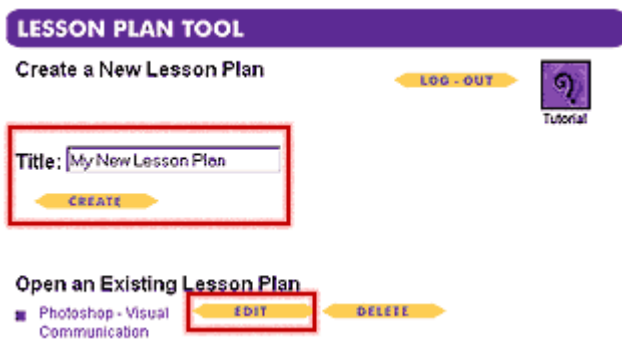 LESSON PLAN TOOL
Create a New Lesson Plan
LOG - OUT
Tutorial
Title: My New Lesson Plan
CREATE
Open an Existing Lesson Plan
Photoshop - Visual EDIT DELETE
Communication